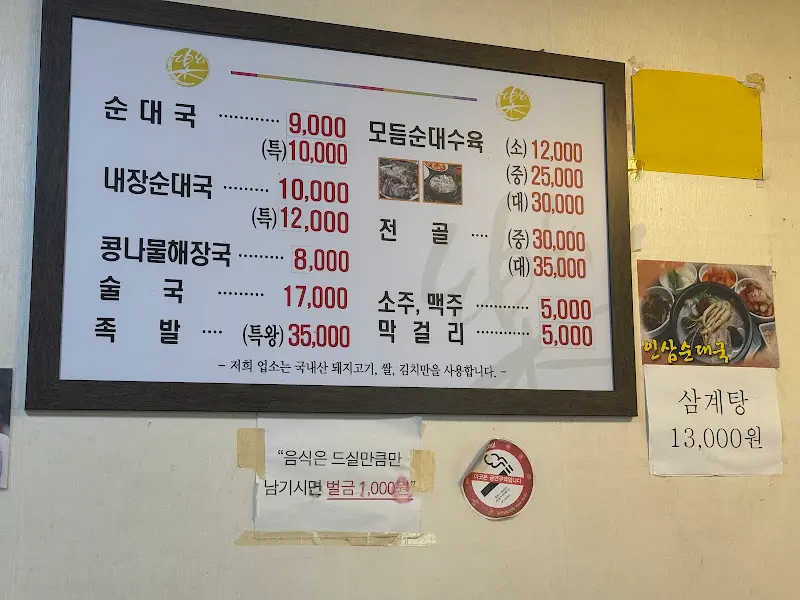 순대국 ············ 9,000
(특)10,000
내장순대국 ········· 10,000
(특)12,000
콩나물해장국 ········· 8,000
술국 ········· 17,000
족발 ···· (특왕)35,000
모듬순대수육 (소)12,000
(중)25,000
(대)30,000
전골 ···· (중)30,000
(대)35,000
소주, 맥주 ·········· 5,000
막걸리 ·········· 5,000
- 저희 업소는 국내산 돼지고기, 쌀, 김치만을 사용합니다. -
인삼순대국
삼계탕
13,000원
“음식은 드실만큼만
남기시면 벌금 1,000원”